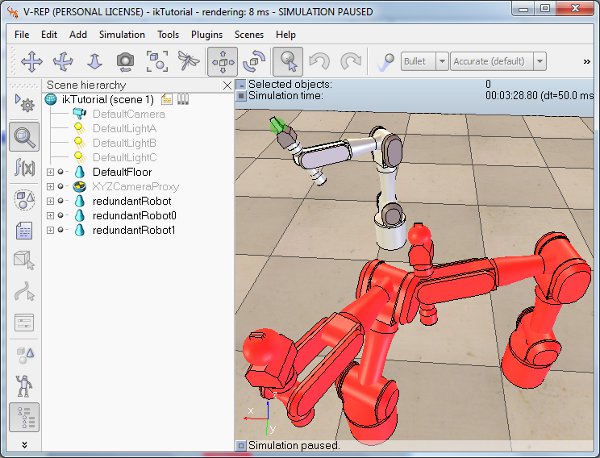 V-REP (PERSONAL LICENSE) - ikTutorial - rendering: 8 ms - SIMULATION PAUSED
File Edit Add Simulation Tools Plugins Scenes Help
Bullet Accurate (default) »
Scene hierarchy
Selected objects: 0
Simulation time: 00:03:28.80 (dt=50.0 ms
ikTutorial (scene 1)
DefaultCamera
DefaultLightA
DefaultLightB
DefaultLightC
DefaultFloor
XYZCameraProxy
redundantRobot
redundantRobot0
redundantRobot1
f(x)
x
y
Simulation paused.